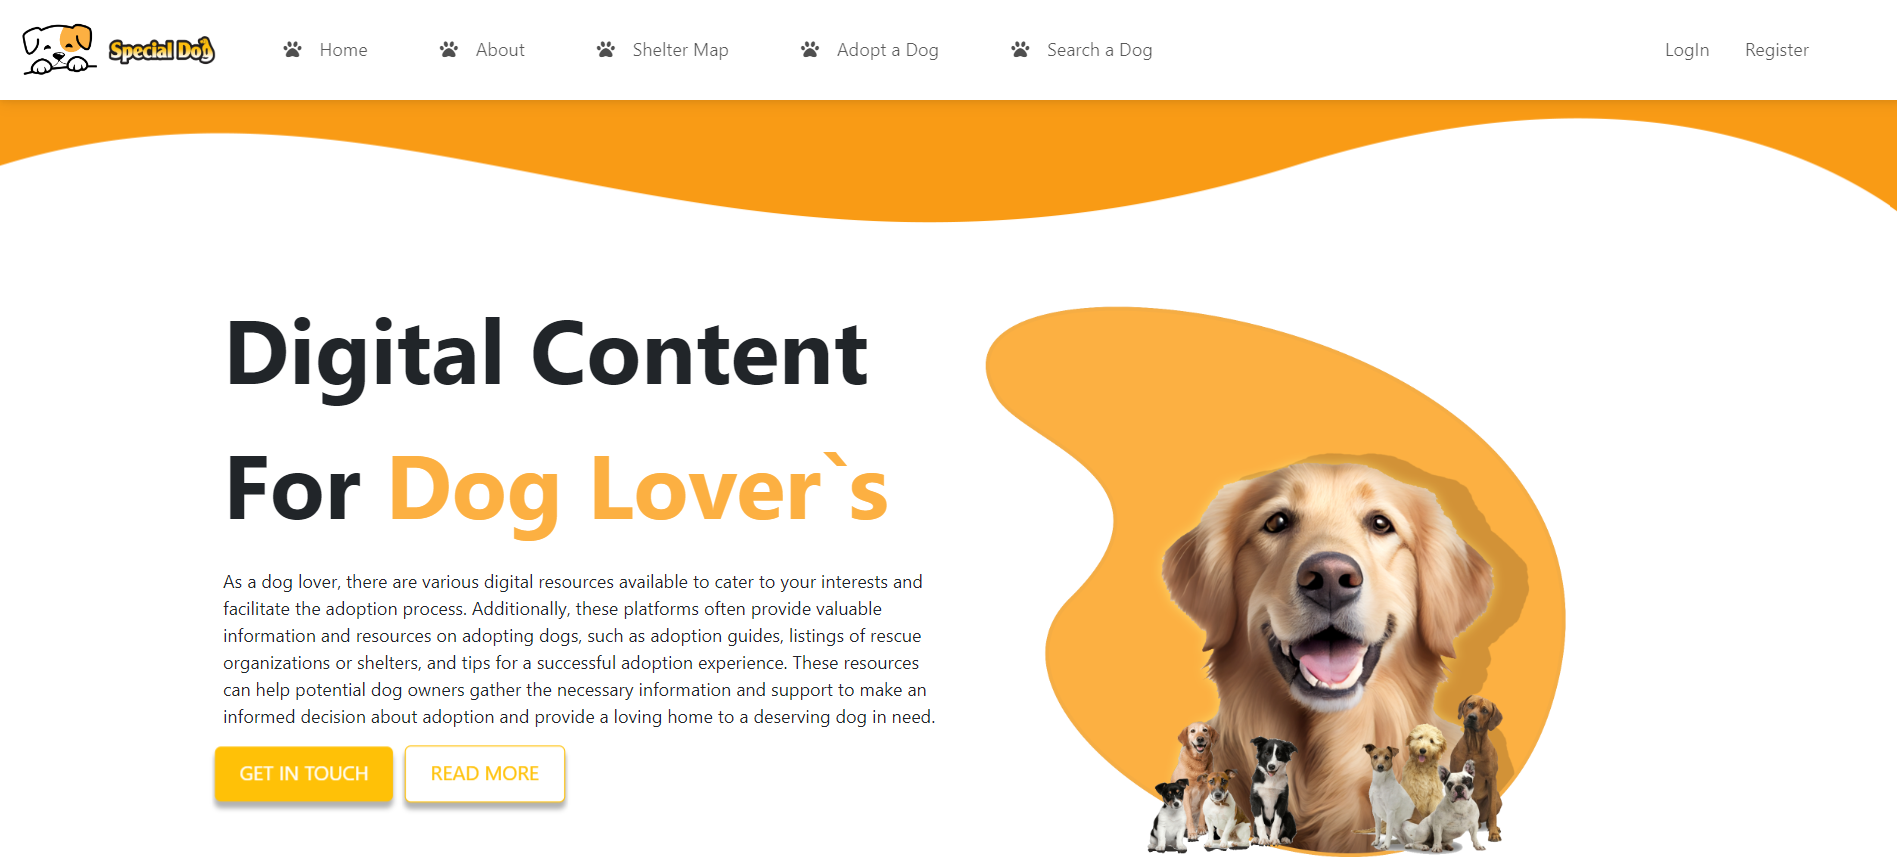 Special Dog
Home
About
Shelter Map
Adopt a Dog
Search a Dog
LogIn
Register
Digital Content
For Dog Lover`s
As a dog lover, there are various digital resources available to cater to your interests and
facilitate the adoption process. Additionally, these platforms often provide valuable
information and resources on adopting dogs, such as adoption guides, listings of rescue
organizations or shelters, and tips for a successful adoption experience. These resources
can help potential dog owners gather the necessary information and support to make an
informed decision about adoption and provide a loving home to a deserving dog in need.
GET IN TOUCH
READ MORE